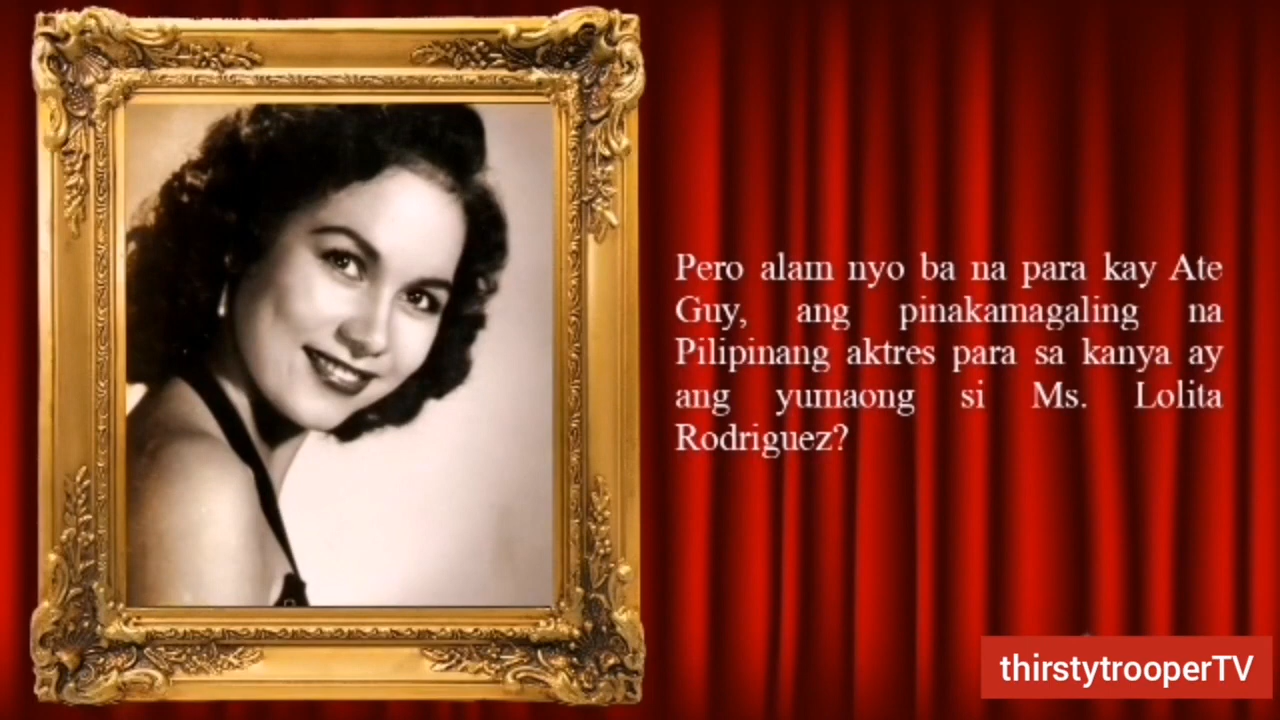 Pero alam nyo ba na para kay Ate
Guy, ang pinakamagaling na
Pilipinang aktres para sa kanya ay
ang yumaong si Ms. Lolita
Rodriguez?
thirstytrooperTV